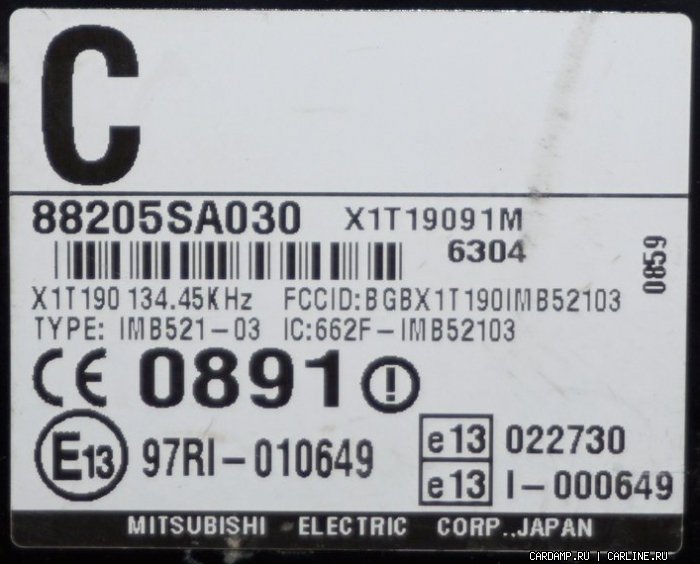 C
88205SA030 X1T19091M
6304
0859
X1T190 134.45KHz FCCID:BGBX1T190IMB52103
TYPE: IMB521-03 IC:662F-IMB52103
CE 0891 !
E13 97RI-010649
e13 022730
e13 I-000649
MITSUBISHI ELECTRIC CORP.,JAPAN
CARDAMP.RU | CARLINE.RU